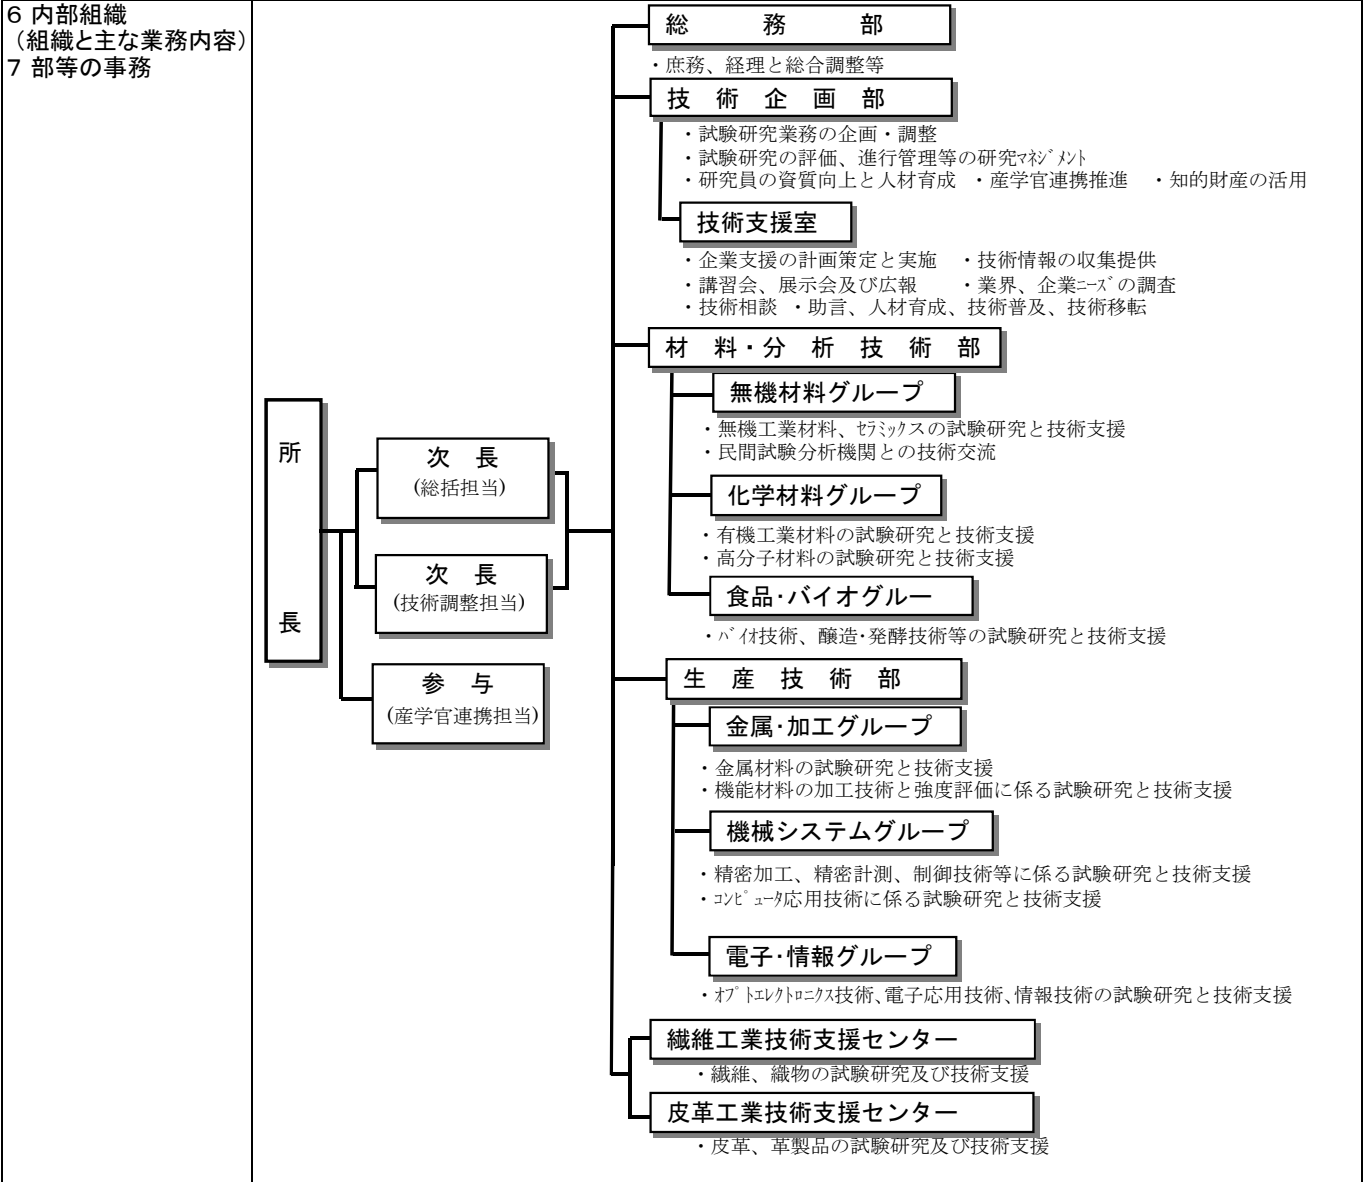 6 内部組織
（組織と主な業務内容）
7 部等の事務
所長
次 長
(総括担当)
次 長
(技術調整担当)
参 与
(産学官連携担当)
総 務 部
・庶務、経理と総合調整等
技 術 企 画 部
・試験研究業務の企画・調整
・試験研究の評価、進行管理等の研究ﾏﾈｼﾞﾒﾝﾄ
・研究員の資質向上と人材育成 ・産学官連携推進 ・知的財産の活用
技術支援室
・企業支援の計画策定と実施 ・技術情報の収集提供
・講習会、展示会及び広報 ・業界、企業ﾆｰｽﾞの調査
・技術相談 ・助言、人材育成、技術普及、技術移転
材 料・分 析 技 術 部
無機材料グループ
・無機工業材料、ｾﾗﾐｯｸスの試験研究と技術支援
・民間試験分析機関との技術交流
化学材料グループ
・有機工業材料の試験研究と技術支援
・高分子材料の試験研究と技術支援
食品・バイオグルー
・ﾊﾞｲｵ技術、醸造・発酵技術等の試験研究と技術支援
生 産 技 術 部
金属・加工グループ
・金属材料の試験研究と技術支援
・機能材料の加工技術と強度評価に係る試験研究と技術支援
機械システムグループ
・精密加工、精密計測、制御技術等に係る試験研究と技術支援
・ｺﾝﾋﾟｭｰﾀ応用技術に係る試験研究と技術支援
電子・情報グループ
・ｵﾌﾟﾄｴﾚｸﾄﾛﾆｸｽ技術、電子応用技術、情報技術の試験研究と技術支援
繊維工業技術支援センター
・繊維、織物の試験研究及び技術支援
皮革工業技術支援センター
・皮革、革製品の試験研究及び技術支援